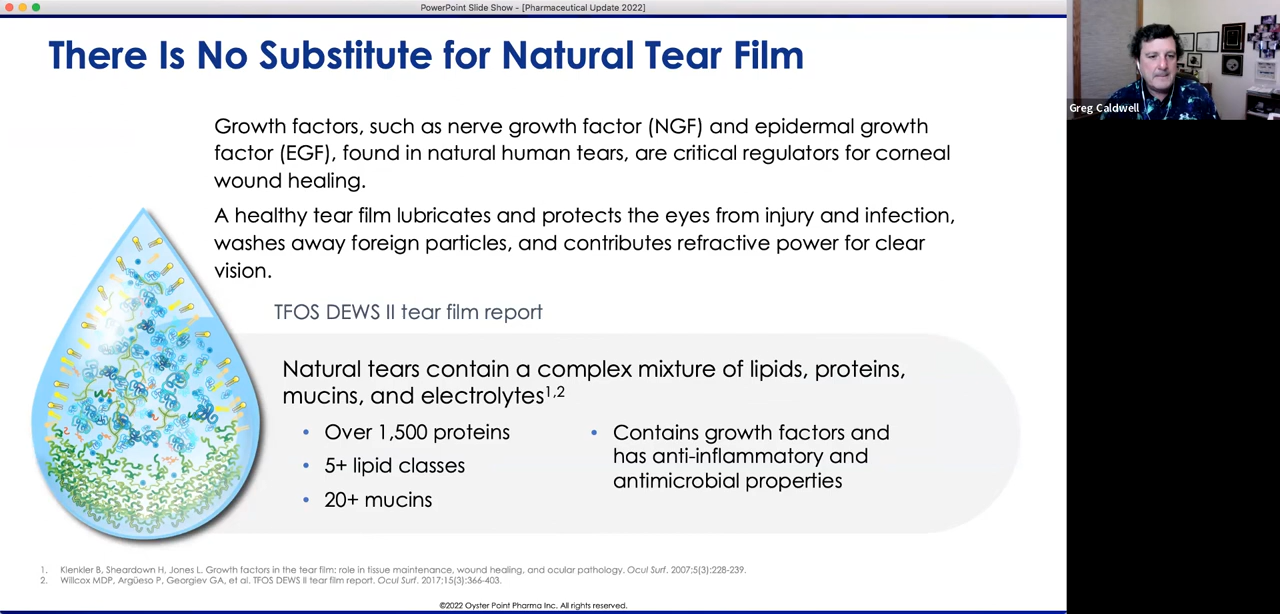 PowerPoint Slide Show - [Pharmaceutical Update 2022]
There Is No Substitute for Natural Tear Film
Greg Caldwell
Growth factors, such as nerve growth factor (NGF) and epidermal growth
factor (EGF), found in natural human tears, are critical regulators for corneal
wound healing.
A healthy tear film lubricates and protects the eyes from injury and infection,
washes away foreign particles, and contributes refractive power for clear
vision.
TFOS DEWS II tear film report
Natural tears contain a complex mixture of lipids, proteins,
mucins, and electrolytes1,2
• Over 1,500 proteins
• 5+ lipid classes
• 20+ mucins
• Contains growth factors and
has anti-inflammatory and
antimicrobial properties
1. Klenkler B, Sheardown H, Jones L. Growth factors in the tear film: role in tissue maintenance, wound healing, and ocular pathology. Ocul Surf. 2007;5(3):228-239.
2. Willcox MDP, Argüeso P, Georgiev GA, et al. TFOS DEWS II tear film report. Ocul Surf. 2017;15(3):366-403.
©2022 Oyster Point Pharma Inc. All rights reserved.